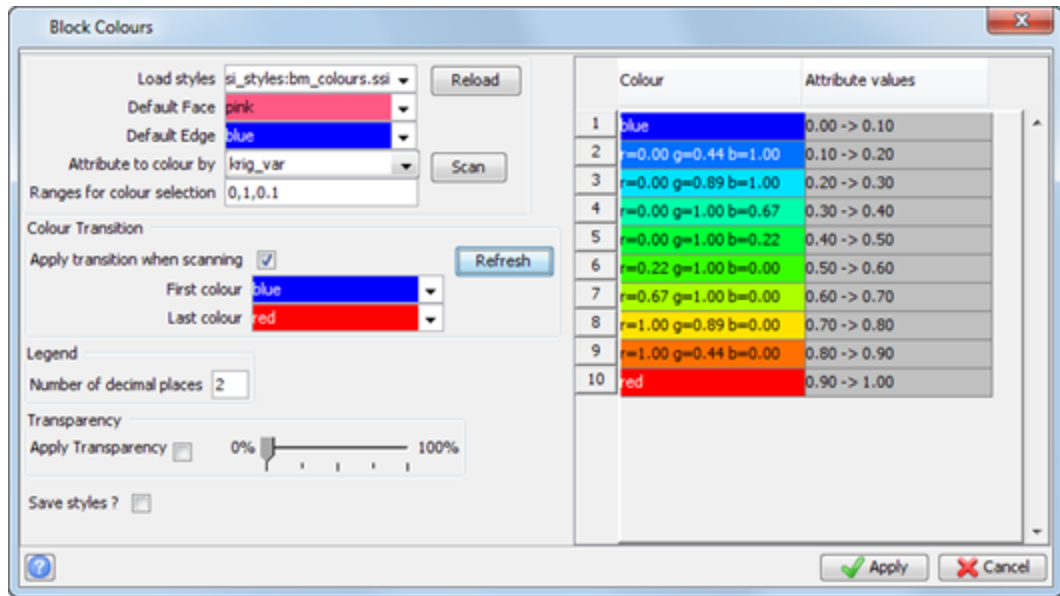 Block Colours
Load styles si_styles:bm_colours.ssi Reload
Default Face pink
Default Edge blue
Attribute to colour by krig_var Scan
Ranges for colour selection 0,1,0.1
Colour Transition
Apply transition when scanning Refresh
First colour blue
Last colour red
Legend
Number of decimal places 2
Transparency
Apply Transparency 0% 100%
Save styles ?
Colour Attribute values
1 blue 0.00 -> 0.10
2 r=0.00 g=0.44 b=1.00 0.10 -> 0.20
3 r=0.00 g=0.89 b=1.00 0.20 -> 0.30
4 r=0.00 g=1.00 b=0.67 0.30 -> 0.40
5 r=0.00 g=1.00 b=0.22 0.40 -> 0.50
6 r=0.22 g=1.00 b=0.00 0.50 -> 0.60
7 r=0.67 g=1.00 b=0.00 0.60 -> 0.70
8 r=1.00 g=0.89 b=0.00 0.70 -> 0.80
9 r=1.00 g=0.44 b=0.00 0.80 -> 0.90
10 red 0.90 -> 1.00
? Apply Cancel